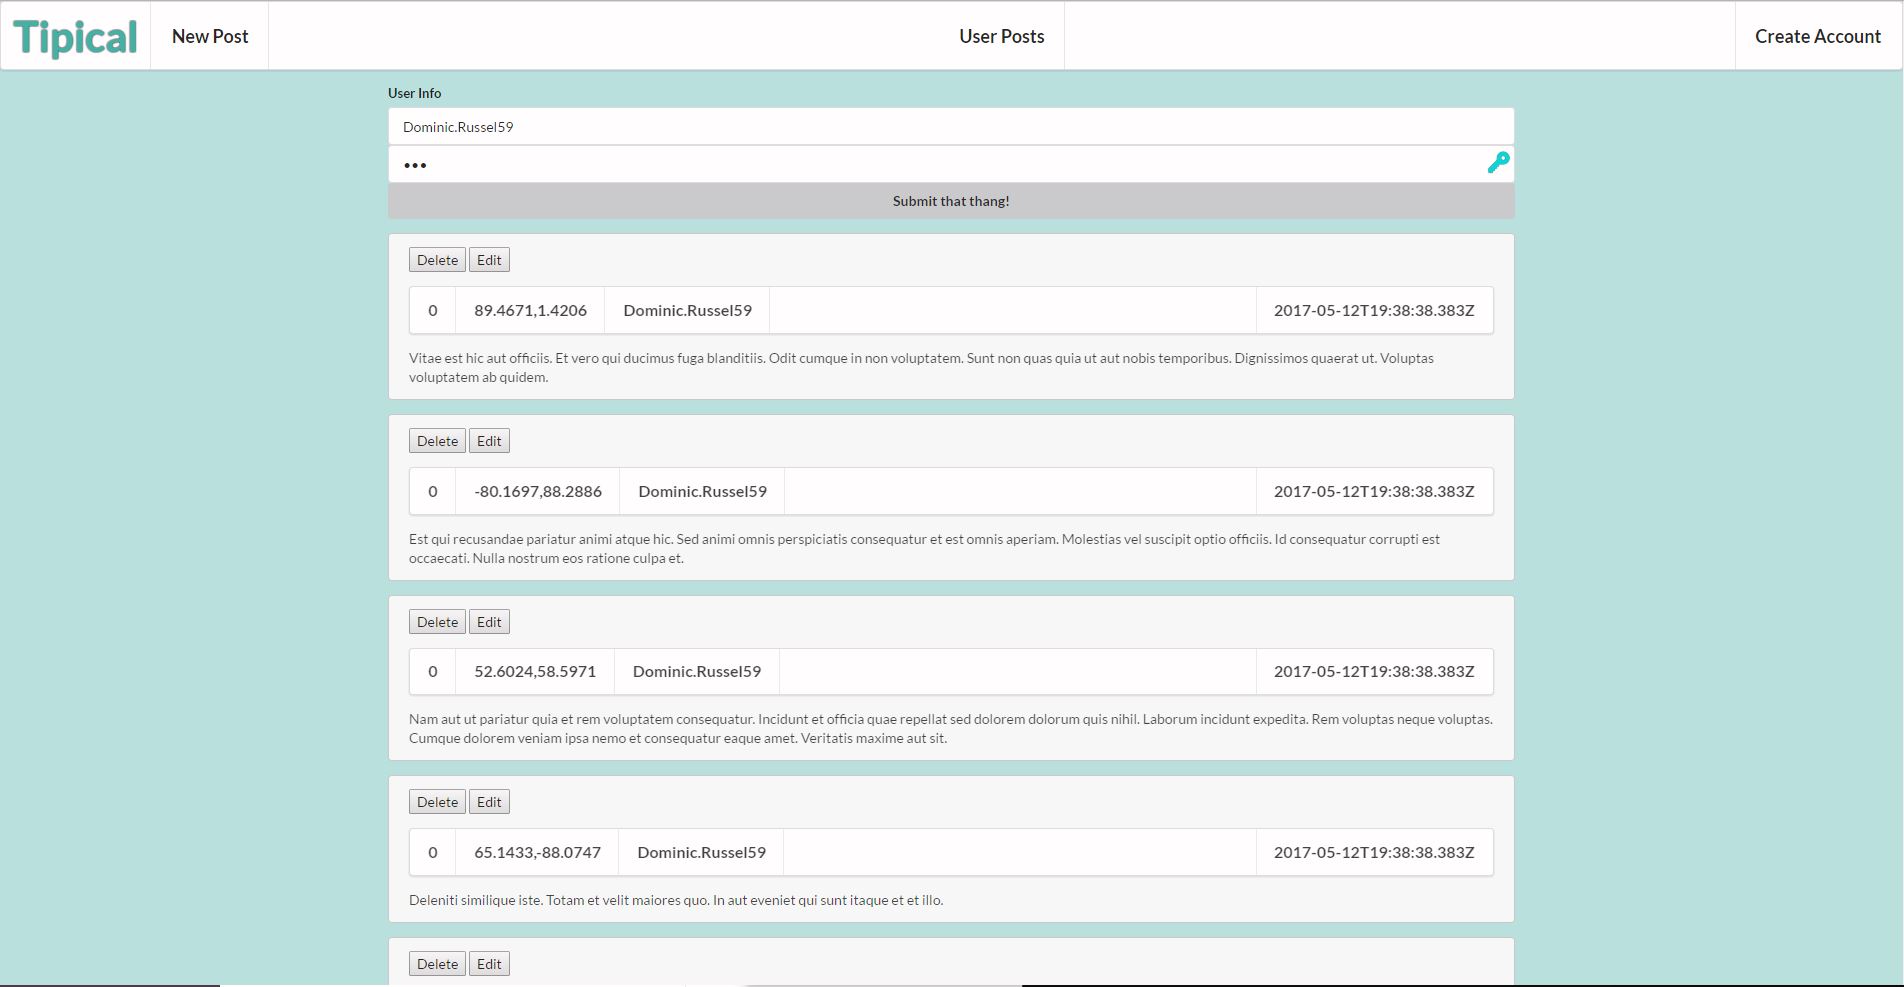 Tipical New Post User Posts Create Account
User Info
Dominic.Russel59
•••
Submit that thang!
Delete Edit
0 89.4671,1.4206 Dominic.Russel59 2017-05-12T19:38:38.383Z
Vitae est hic aut officiis. Et vero qui ducimus fuga blanditiis. Odit cumque in non voluptatem. Sunt non quas quia ut aut nobis temporibus. Dignissimos quaerat ut. Voluptas
voluptatem ab quidem.
Delete Edit
0 -80.1697,88.2886 Dominic.Russel59 2017-05-12T19:38:38.383Z
Est qui recusandae pariatur animi atque hic. Sed animi omnis perspiciatis consequatur et est omnis aperiam. Molestias vel suscipit optio officiis. Id consequatur corrupti est
occaecati. Nulla nostrum eos ratione culpa et.
Delete Edit
0 52.6024,58.5971 Dominic.Russel59 2017-05-12T19:38:38.383Z
Nam aut ut pariatur quia et rem voluptatem consequatur. Incidunt et officia quae repellat sed dolorem dolorum quis nihil. Laborum incidunt expedita. Rem voluptas neque voluptas.
Cumque dolorem veniam ipsa nemo et consequatur eaque amet. Veritatis maxime aut sit.
Delete Edit
0 65.1433,-88.0747 Dominic.Russel59 2017-05-12T19:38:38.383Z
Deleniti similique iste. Totam et velit maiores quo. In aut eveniet qui sunt itaque et et illo.
Delete Edit